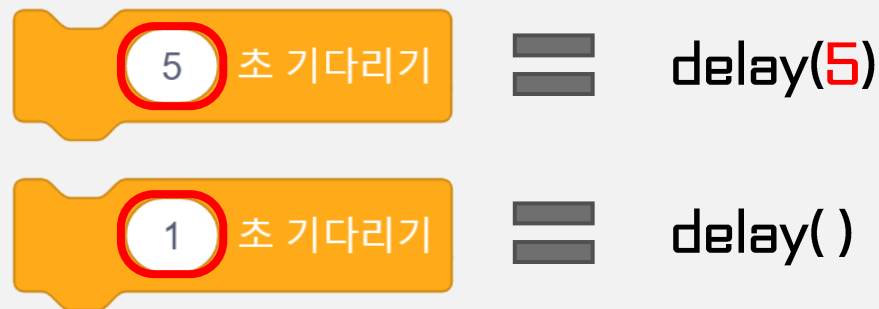 5 초 기다리기 = delay(5)
1 초 기다리기 = delay( )